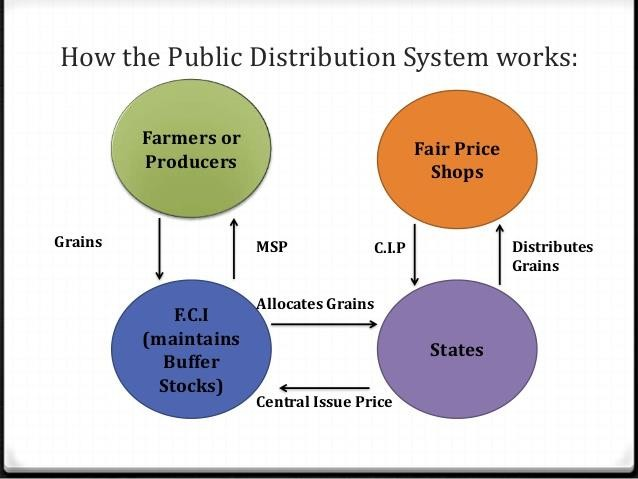 How the Public Distribution System works:
Farmers or
Producers
Fair Price
Shops
Grains
MSP
C.I.P
Distributes
Grains
Allocates Grains
F.C.I
(maintains
Buffer
Stocks)
States
Central Issue Price